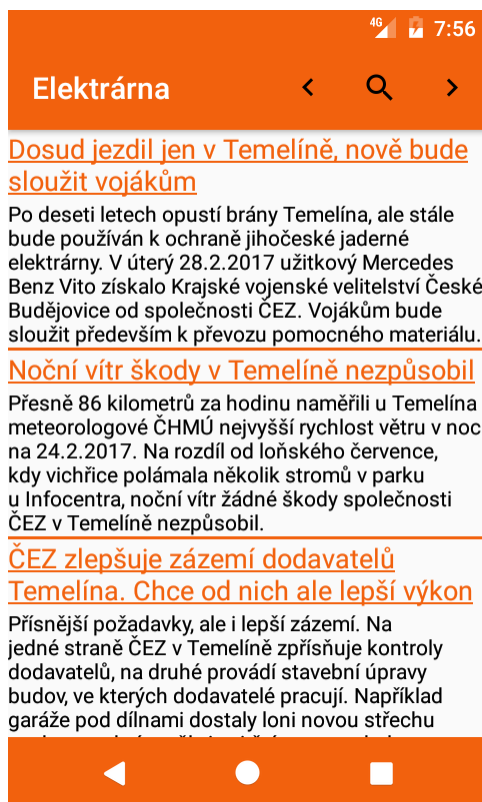 4G 7:56
Elektrárna
Dosud jezdil jen v Temelíně, nově bude
sloužit vojákům
Po deseti letech opustí brány Temelína, ale stále
bude používán k ochraně jihočeské jaderné
elektrárny. V úterý 28.2.2017 užitkový Mercedes
Benz Vito získalo Krajské vojenské velitelství České
Budějovice od společnosti ČEZ. Vojákům bude
sloužit především k převozu pomocného materiálu.
Noční vítr škody v Temelíně nezpůsobil
Přesně 86 kilometrů za hodinu naměřili u Temelína
meteorologové ČHMÚ nejvyšší rychlost větru v noc
na 24.2.2017. Na rozdíl od loňského července,
kdy vichřice polámala několik stromů v parku
u Infocentra, noční vítr žádné škody společnosti
ČEZ v Temelíně nezpůsobil.
ČEZ zlepšuje zázemí dodavatelů
Temelína. Chce od nich ale lepší výkon
Přísnější požadavky, ale i lepší zázemí. Na
jedné straně ČEZ v Temelíně zpřísňuje kontroly
dodavatelů, na druhé provádí stavební úpravy
budov, ve kterých dodavatelé pracují. Například
garáže pod dílnami dostaly loni novou střechu